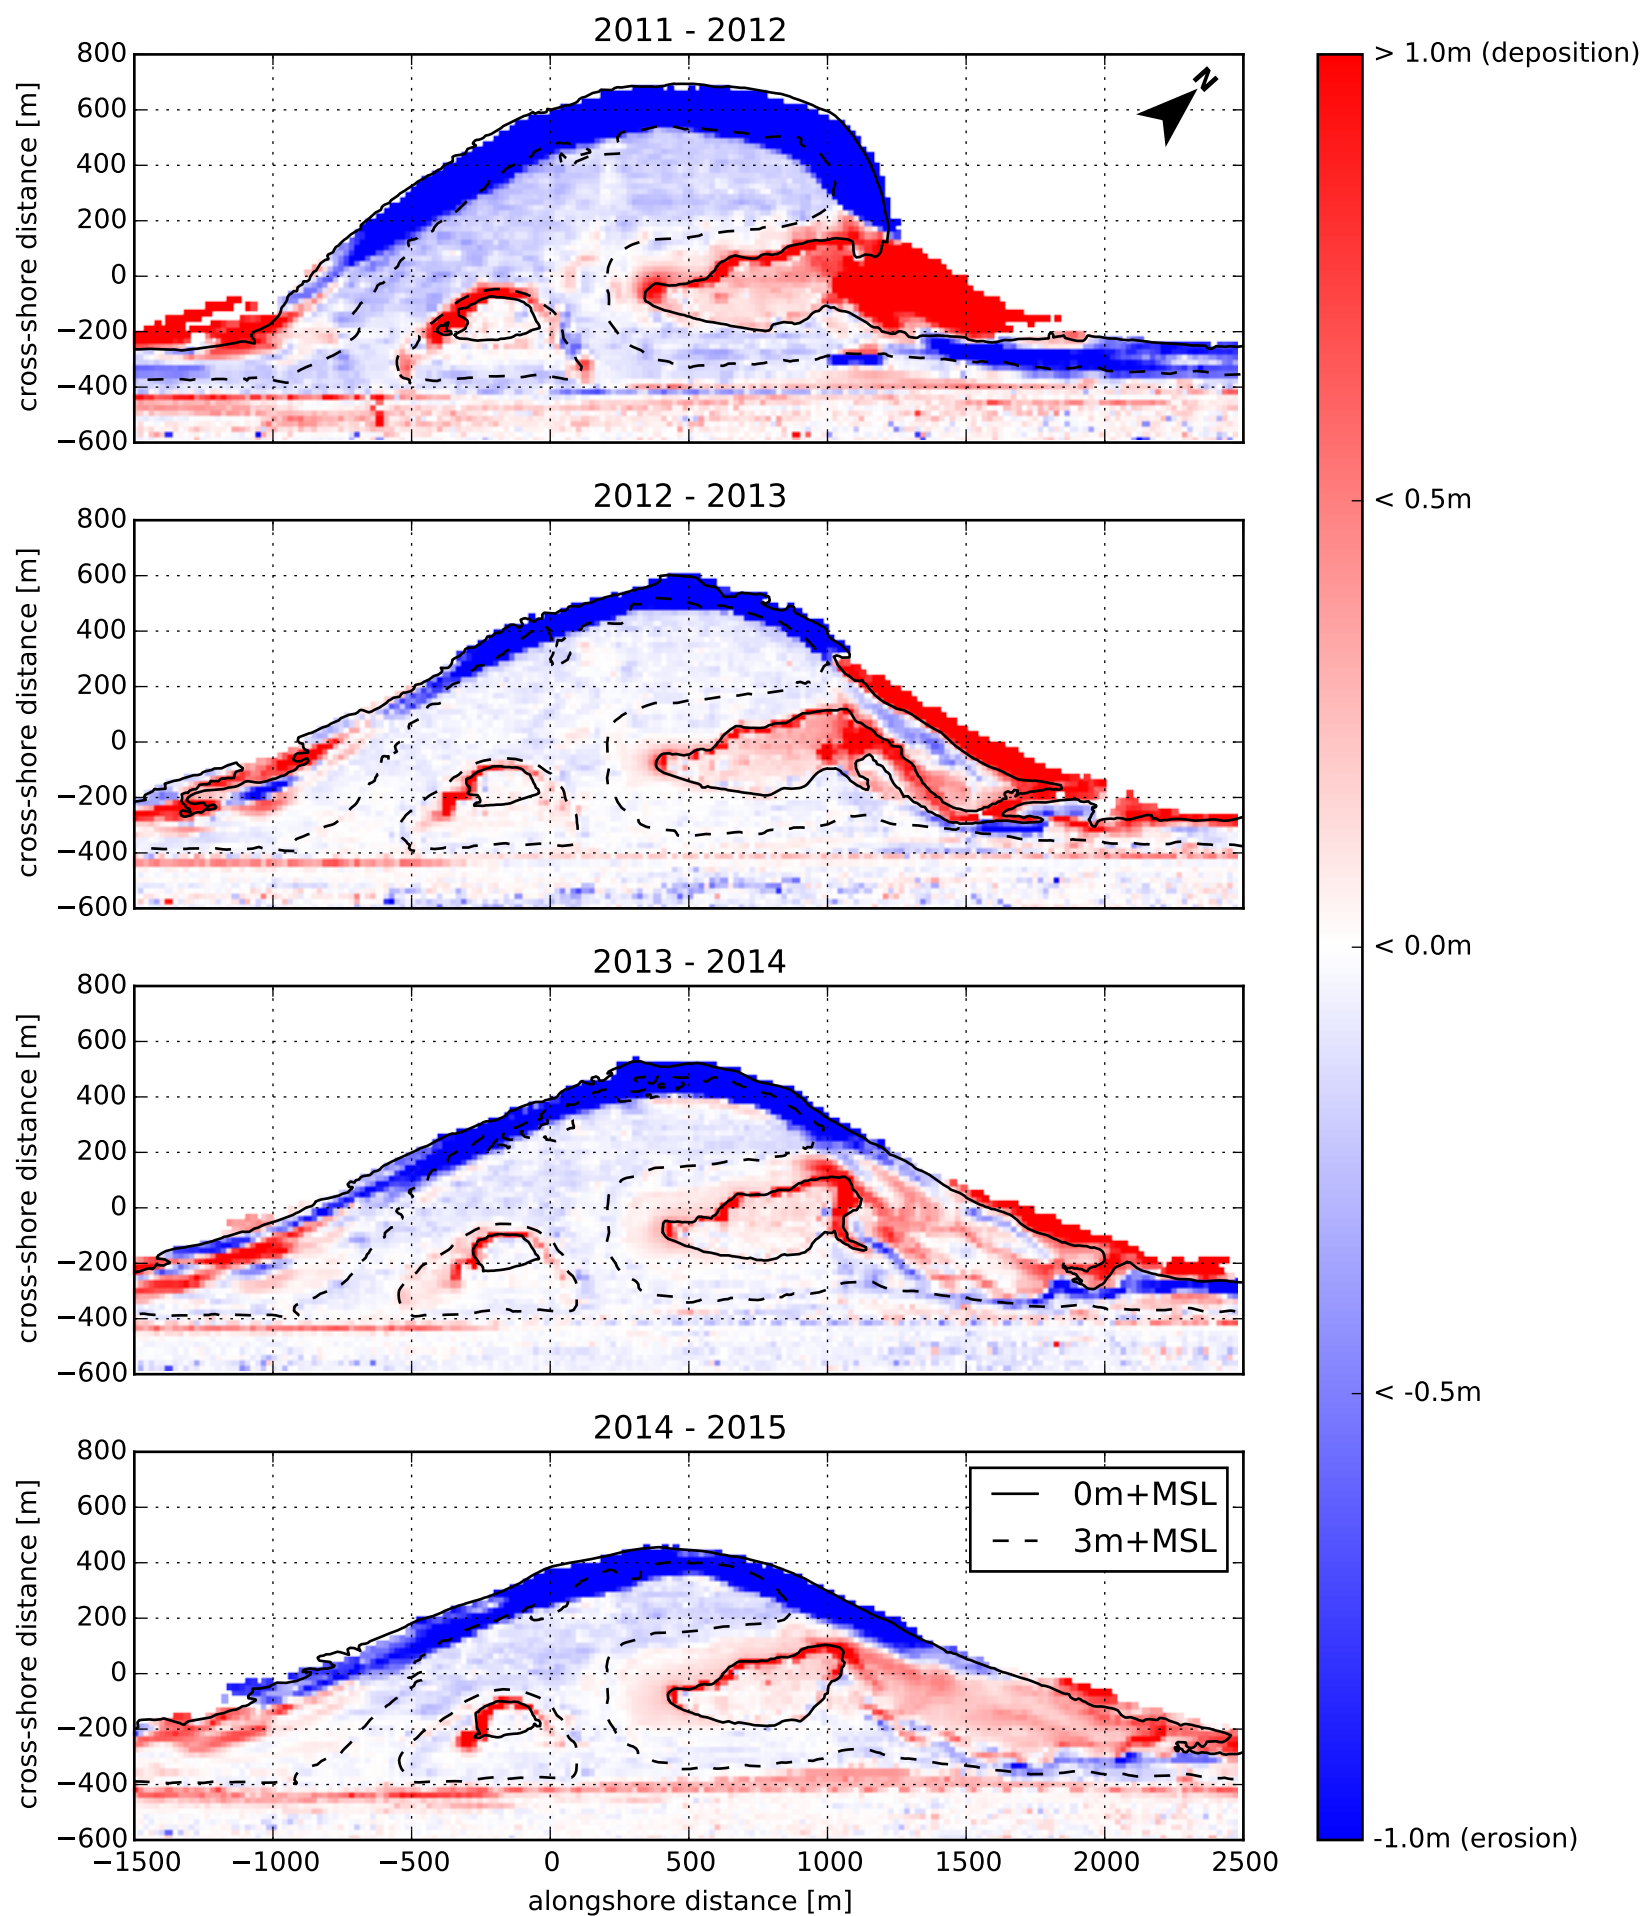 2011 - 2012
800
600
400
200
0
−200
−400
−600
cross-shore distance [m]
N
2012 - 2013
800
600
400
200
0
−200
−400
−600
cross-shore distance [m]
2013 - 2014
800
600
400
200
0
−200
−400
−600
cross-shore distance [m]
2014 - 2015
800
600
400
200
0
−200
−400
−600
cross-shore distance [m]
0m+MSL
3m+MSL
−1500 −1000 −500 0 500 1000 1500 2000 2500
alongshore distance [m]
> 1.0m (deposition)
< 0.5m
< 0.0m
< -0.5m
-1.0m (erosion)